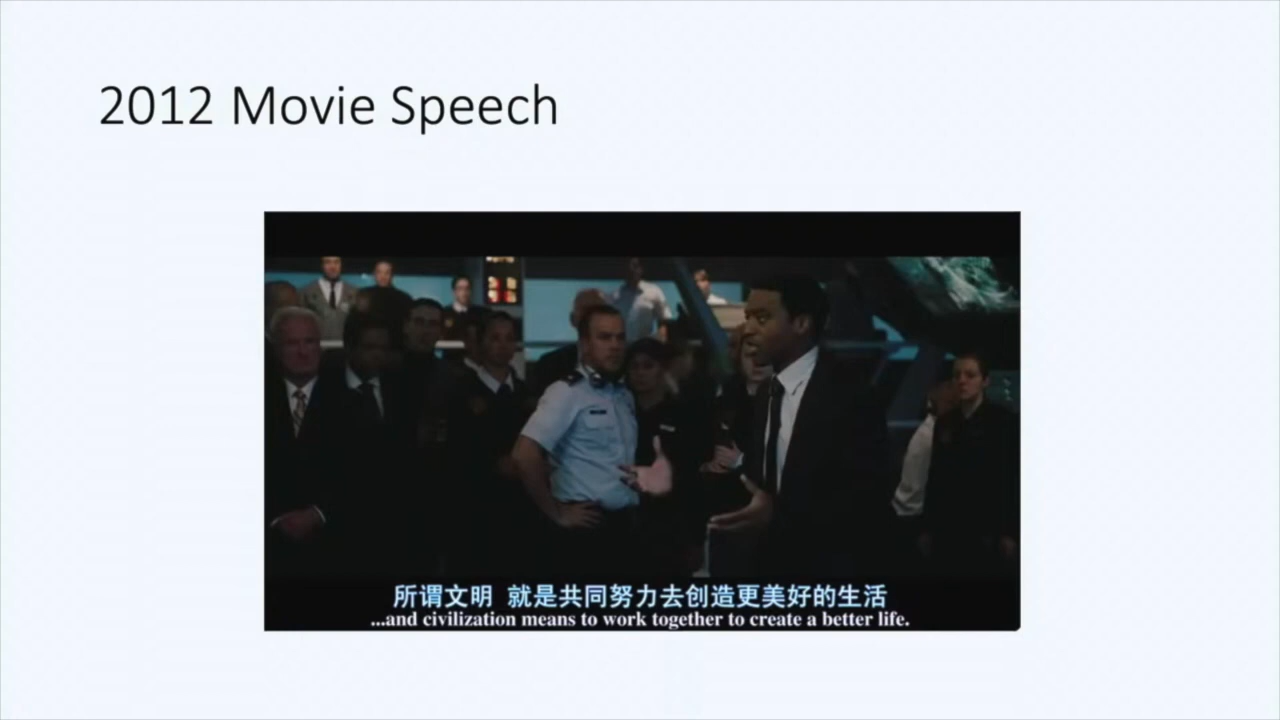 2012 Movie Speech
所谓文明 就是共同努力去创造更美好的生活
...and civilization means to work together to create a better life.